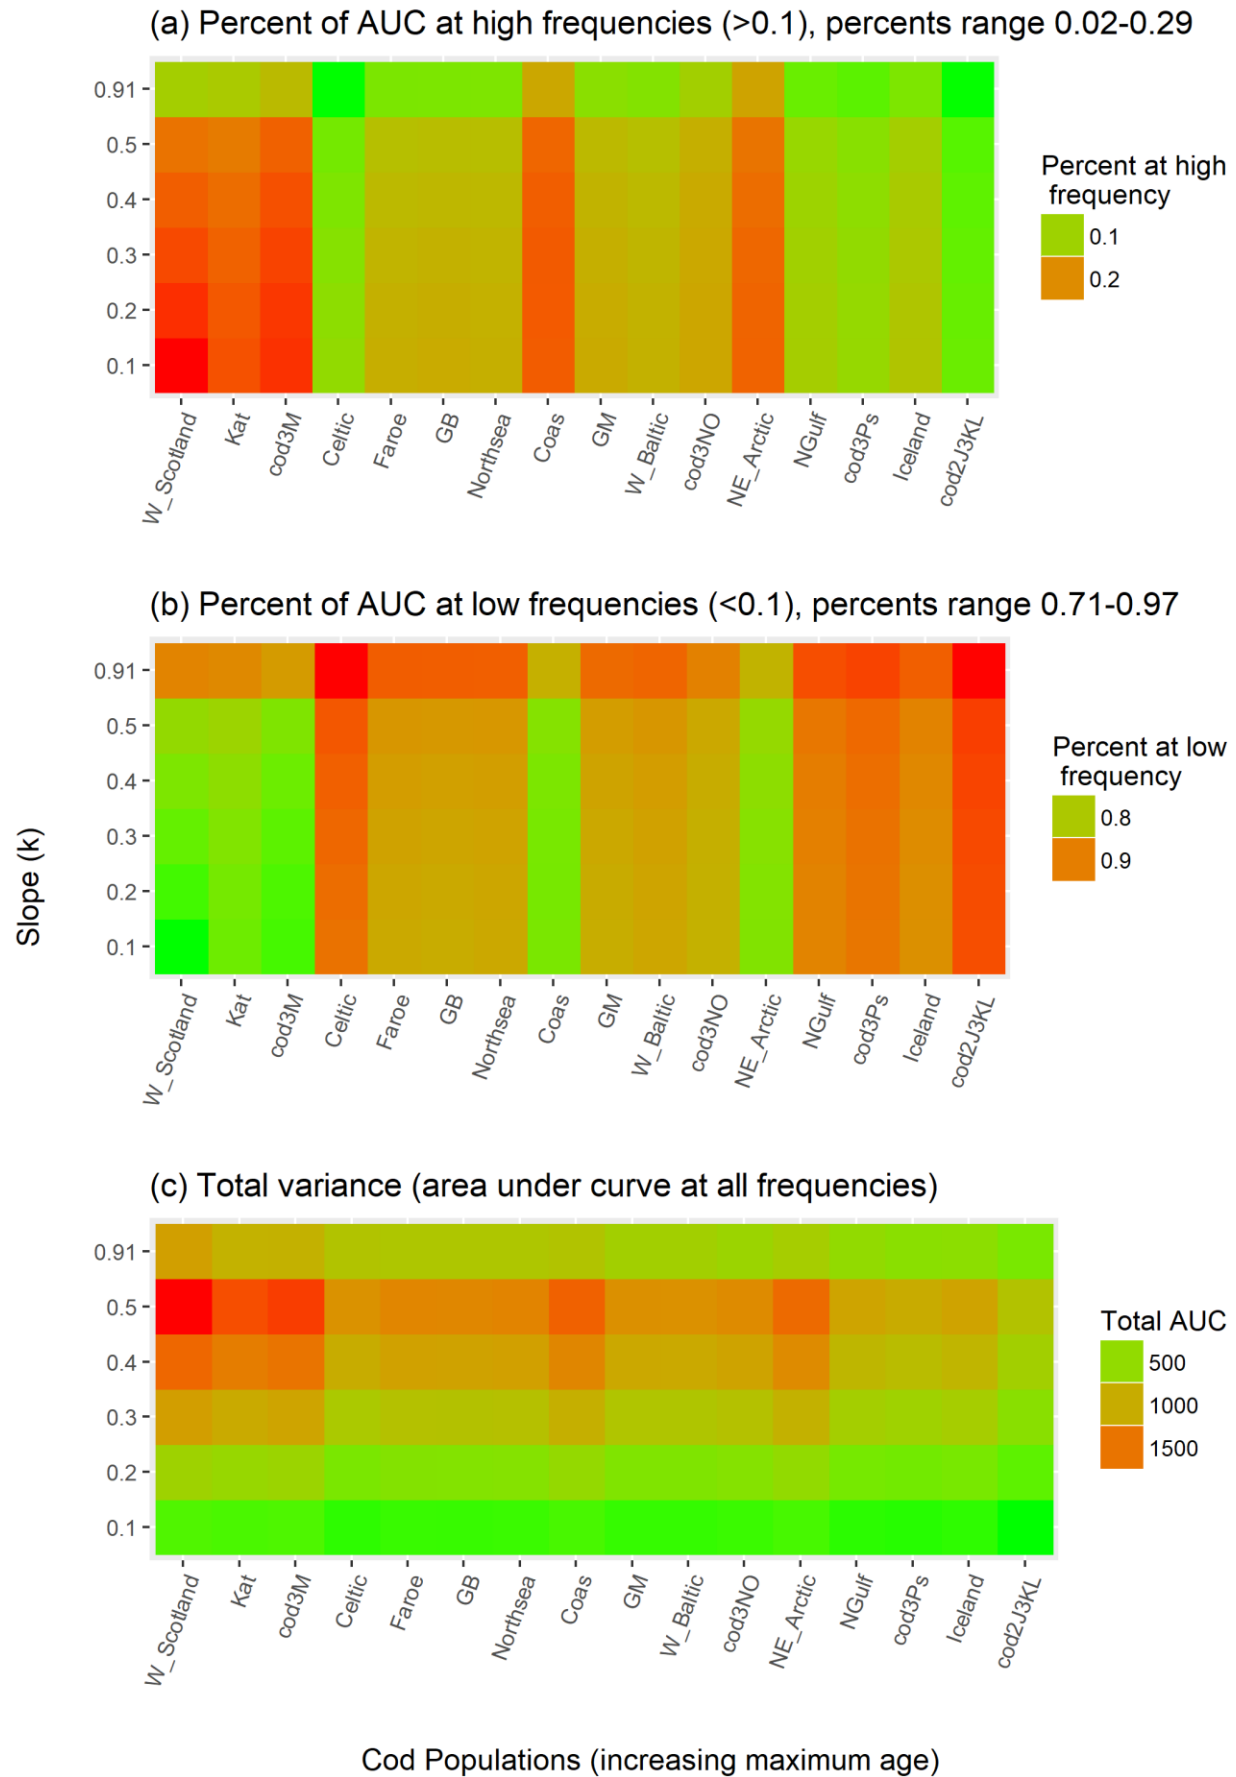 (a) Percent of AUC at high frequencies (>0.1), percents range 0.02-0.29
0.91
0.5
0.4
0.3
0.2
0.1
W_Scotland
Kat
cod3M
Celtic
Faroe
GB
Northsea
Coas
GM
W_Baltic
cod3NO
NE_Arctic
NGulf
cod3Ps
Iceland
cod2J3KL
Percent at high
frequency
0.1
0.2
(b) Percent of AUC at low frequencies (<0.1), percents range 0.71-0.97
0.91
0.5
0.4
0.3
0.2
0.1
W_Scotland
Kat
cod3M
Celtic
Faroe
GB
Northsea
Coas
GM
W_Baltic
cod3NO
NE_Arctic
NGulf
cod3Ps
Iceland
cod2J3KL
Percent at low
frequency
0.8
0.9
Slope (k)
(c) Total variance (area under curve at all frequencies)
0.91
0.5
0.4
0.3
0.2
0.1
W_Scotland
Kat
cod3M
Celtic
Faroe
GB
Northsea
Coas
GM
W_Baltic
cod3NO
NE_Arctic
NGulf
cod3Ps
Iceland
cod2J3KL
Total AUC
500
1000
1500
Cod Populations (increasing maximum age)